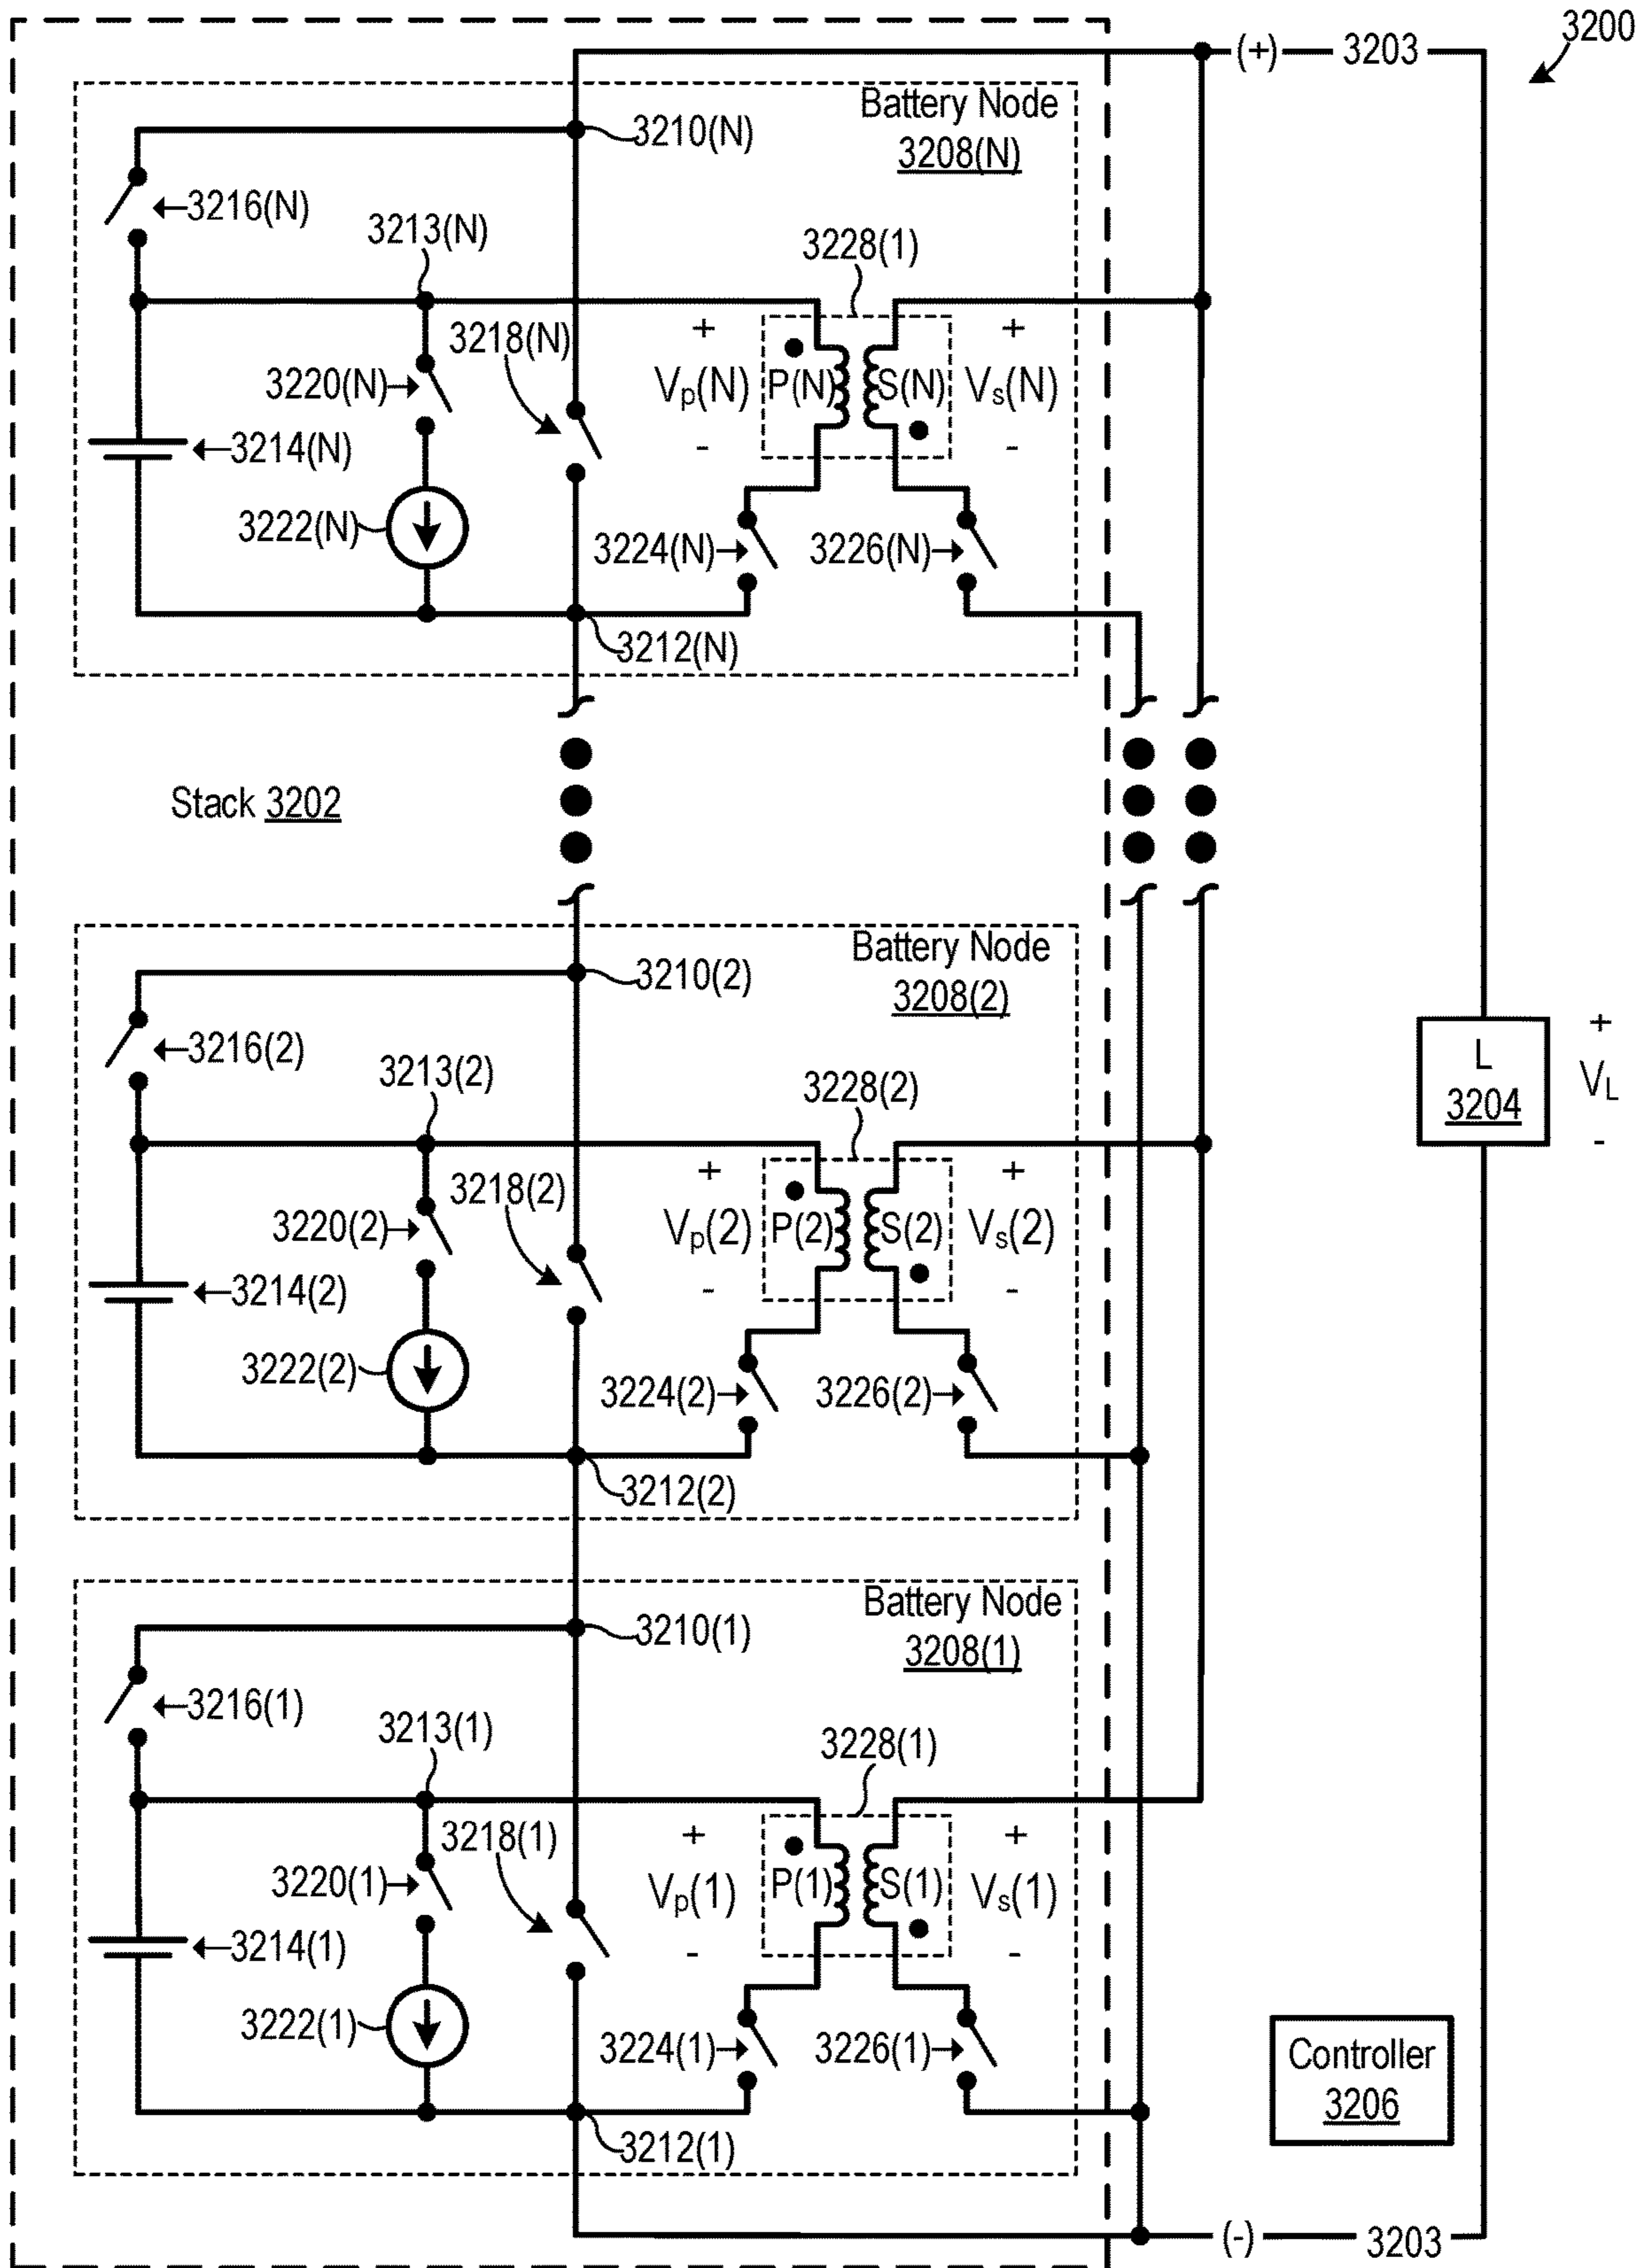 3200
(+)
3203
Battery Node
3208(N)
3210(N)
3216(N)
3213(N)
3228(1)
3218(N)
+
+
3220(N)
Vp(N)
P(N)
S(N)
Vs(N)
3214(N)
-
-
3222(N)
3224(N)
3226(N)
3212(N)
Stack 3202
Battery Node
3208(2)
3210(2)
3216(2)
3213(2)
3228(2)
L
3204
+
VL
-
3218(2)
+
+
3220(2)
Vp(2)
P(2)
S(2)
Vs(2)
3214(2)
-
-
3222(2)
3224(2)
3226(2)
3212(2)
Battery Node
3208(1)
3210(1)
3216(1)
3213(1)
3228(1)
3218(1)
+
+
3220(1)
Vp(1)
P(1)
S(1)
Vs(1)
3214(1)
-
-
3222(1)
3224(1)
3226(1)
Controller
3206
3212(1)
(-)
3203